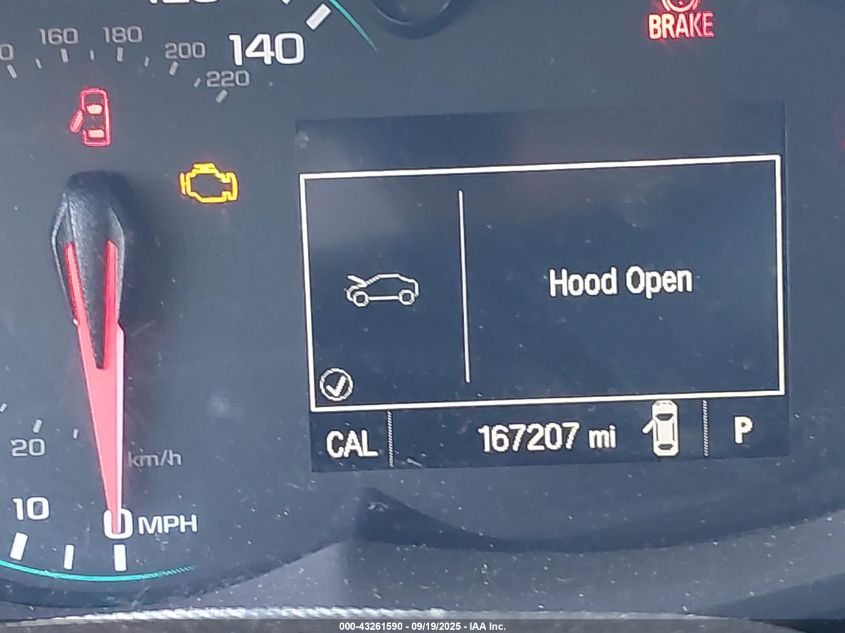 160 180 200 220
140
BRAKE
Hood Open
CAL 167207 mi P
20 km/h
10 0 MPH
000-43261590 - 09/19/2025 - IAA Inc.